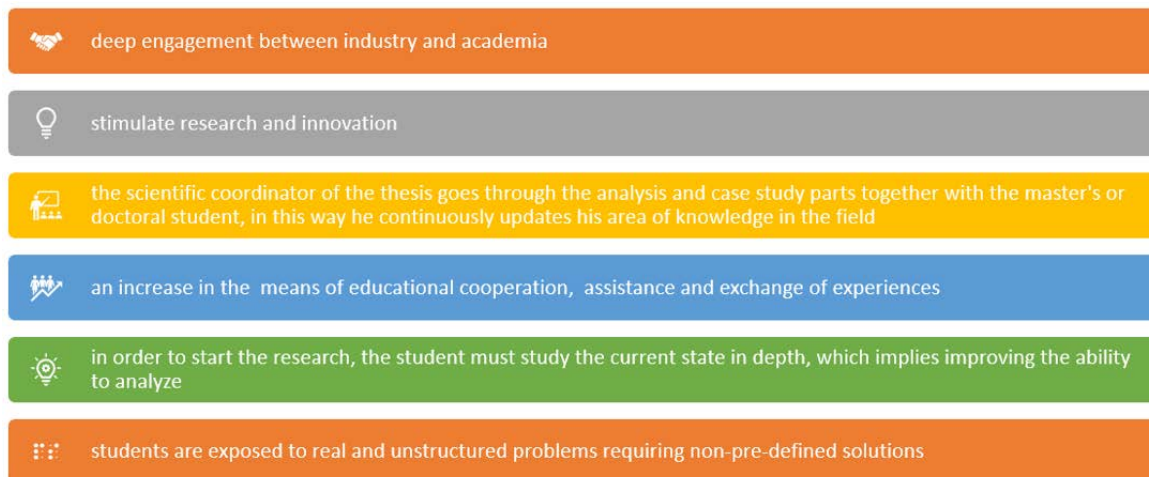 deep engagement between industry and academia
stimulate research and innovation
the scientific coordinator of the thesis goes through the analysis and case study parts together with the master's or
doctoral student, in this way he continuously updates his area of knowledge in the field
an increase in the  means of educational cooperation,  assistance and exchange of experiences
in order to start the research, the student must study the current state in depth, which implies improving the ability
to analyze
students are exposed to real and unstructured problems requiring non-pre-defined solutions